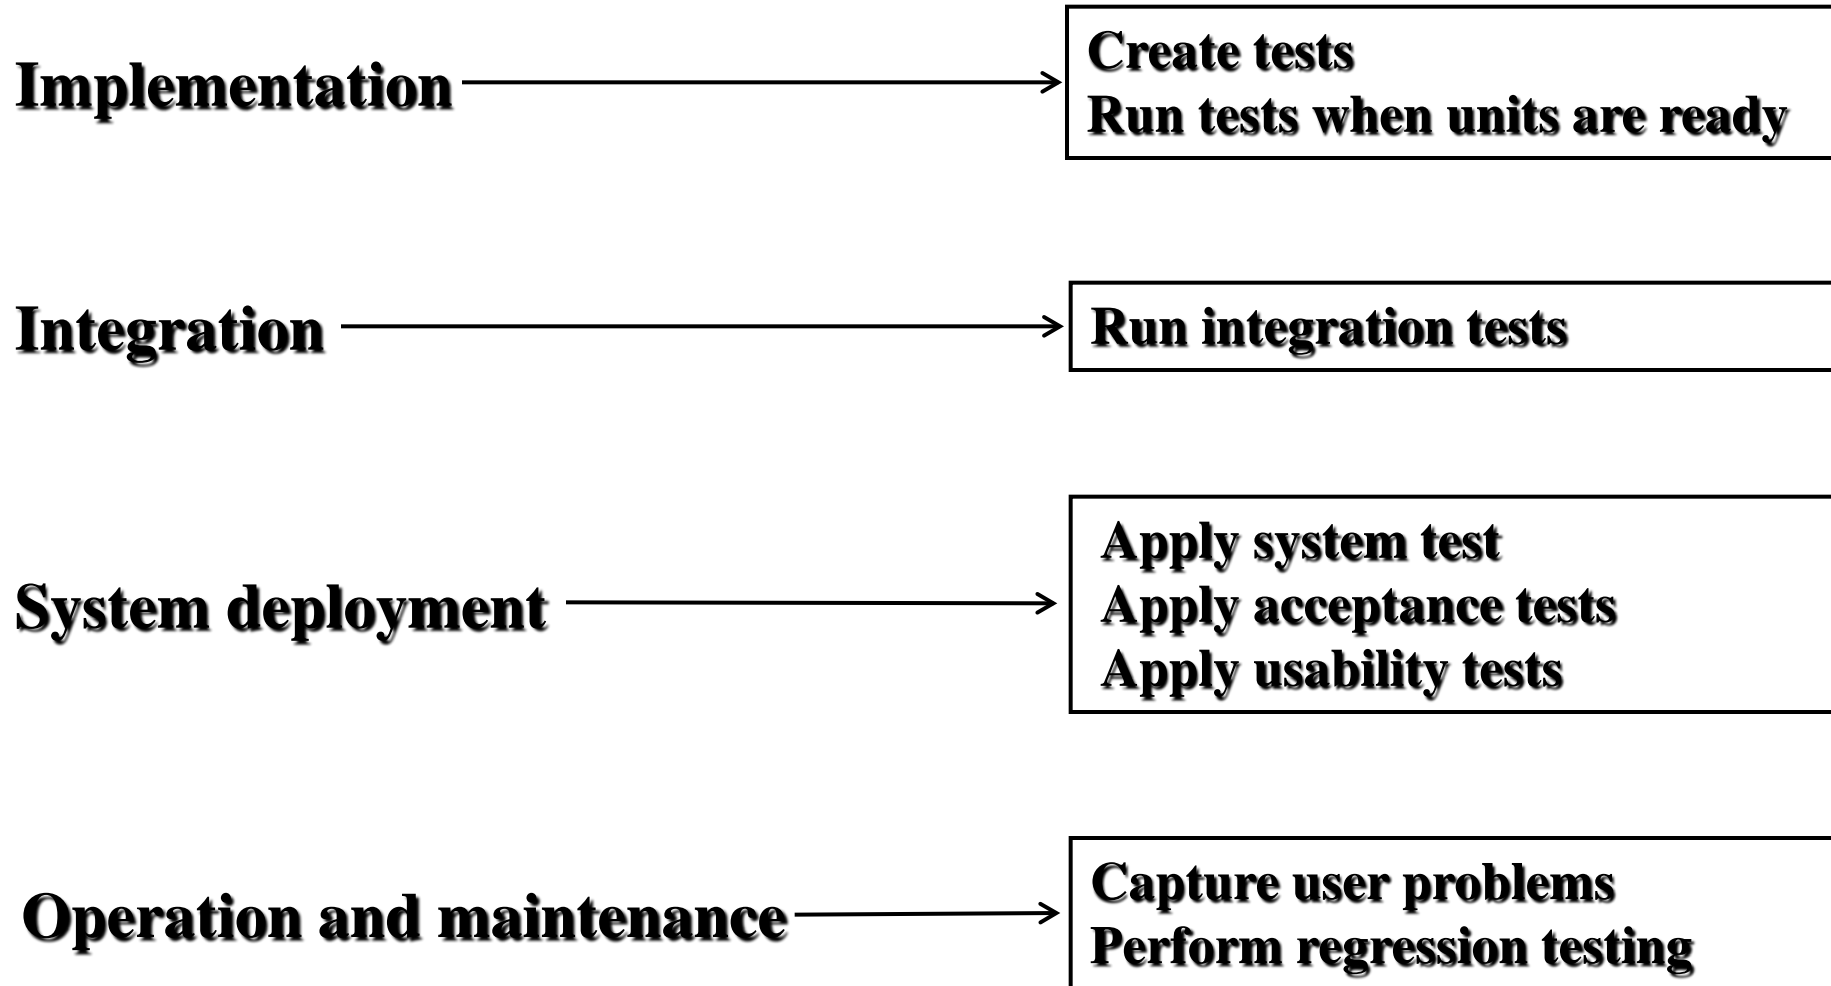 Implementation
Create tests
Run tests when units are ready
Integration
Run integration tests
System deployment
Apply system test
Apply acceptance tests
Apply usability tests
Operation and maintenance
Capture user problems
Perform regression testing